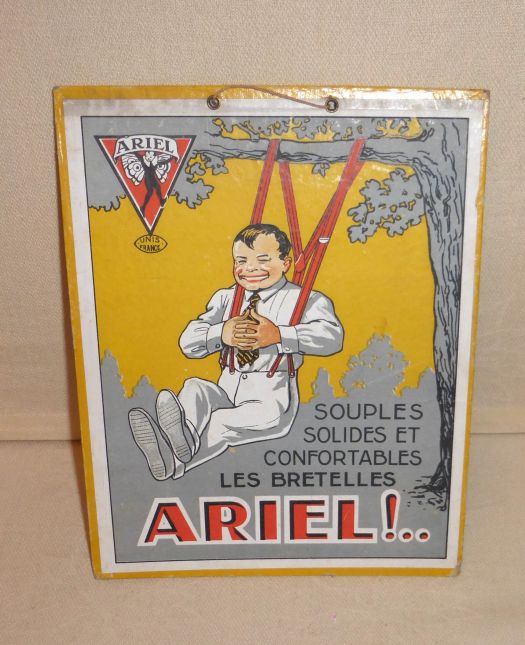 ARIEL
UNIS
FRANCE
SOUPLES
SOLIDES ET
CONFORTABLES
LES BRETELLES
ARIEL!..